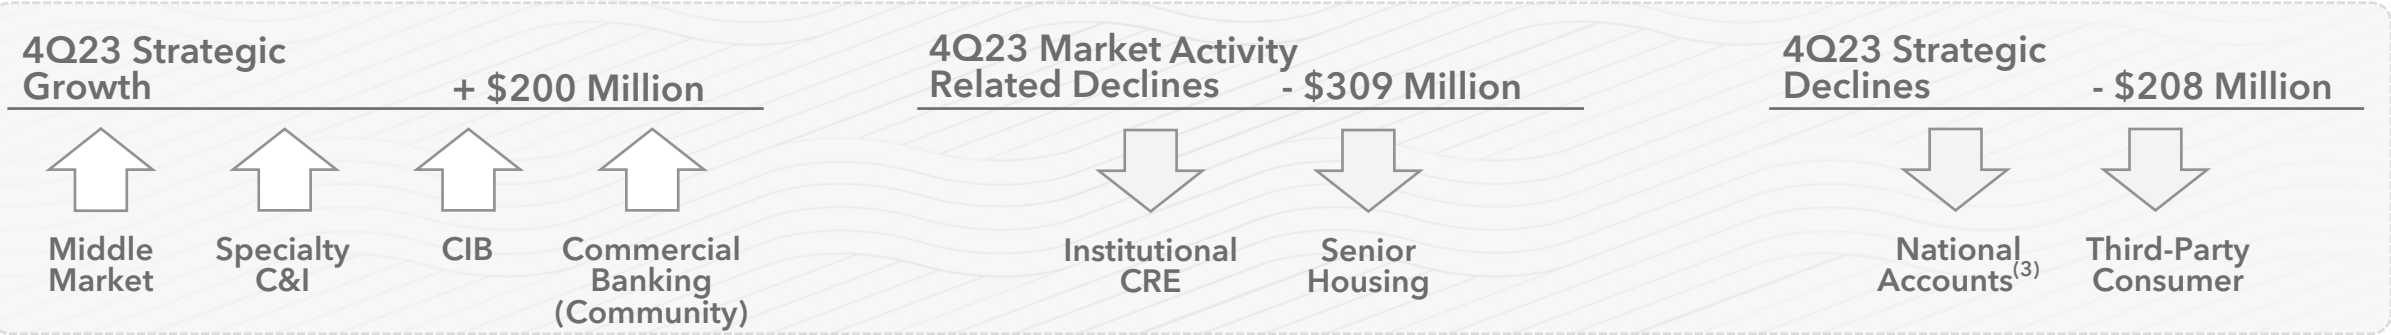 4Q23 Strategic
Growth
+ $200 Million
Middle
Market
Specialty
C&I
CIB
Commercial
Banking
(Community)
4Q23 Market Activity
Related Declines
- $309 Million
Institutional
CRE
Senior
Housing
4Q23 Strategic
Declines
- $208 Million
National
Accounts(3)
Third-Party
Consumer